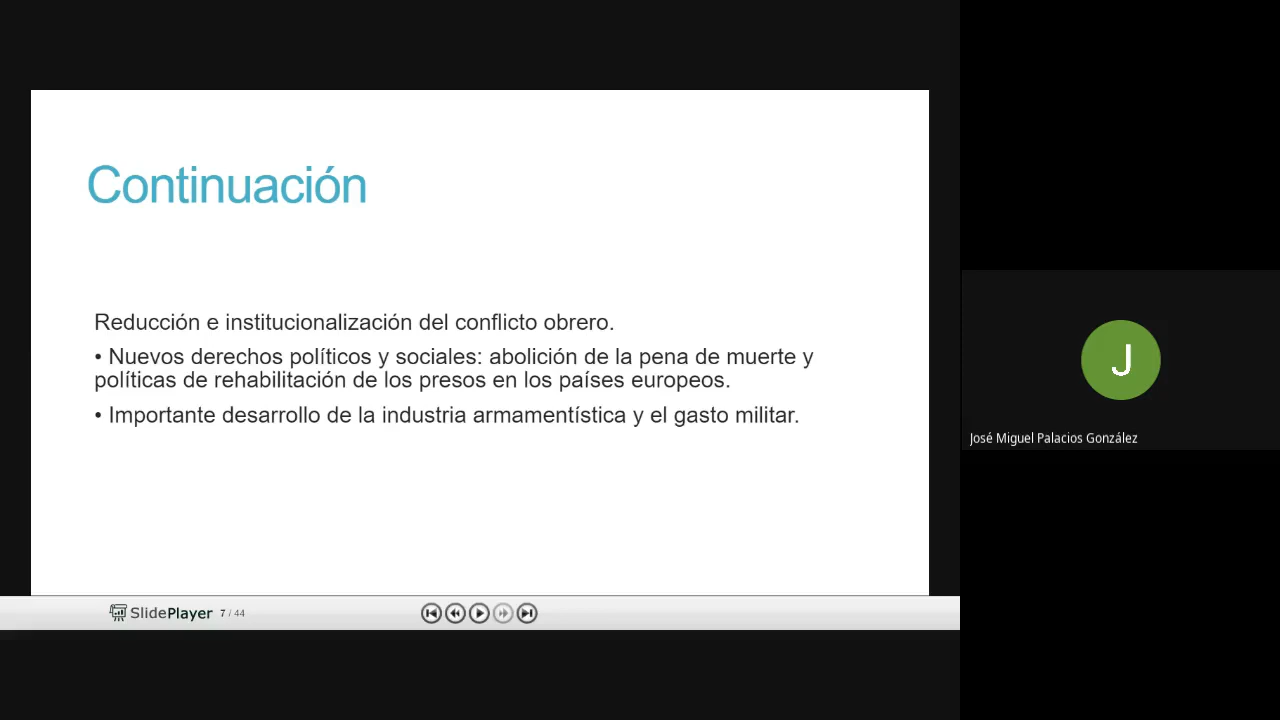 Continuación
Reducción e institucionalización del conflicto obrero.
• Nuevos derechos políticos y sociales: abolición de la pena de muerte y
políticas de rehabilitación de los presos en los países europeos.
• Importante desarrollo de la industria armamentística y el gasto militar.
SlidePlayer 7 / 44
J
José Miguel Palacios González